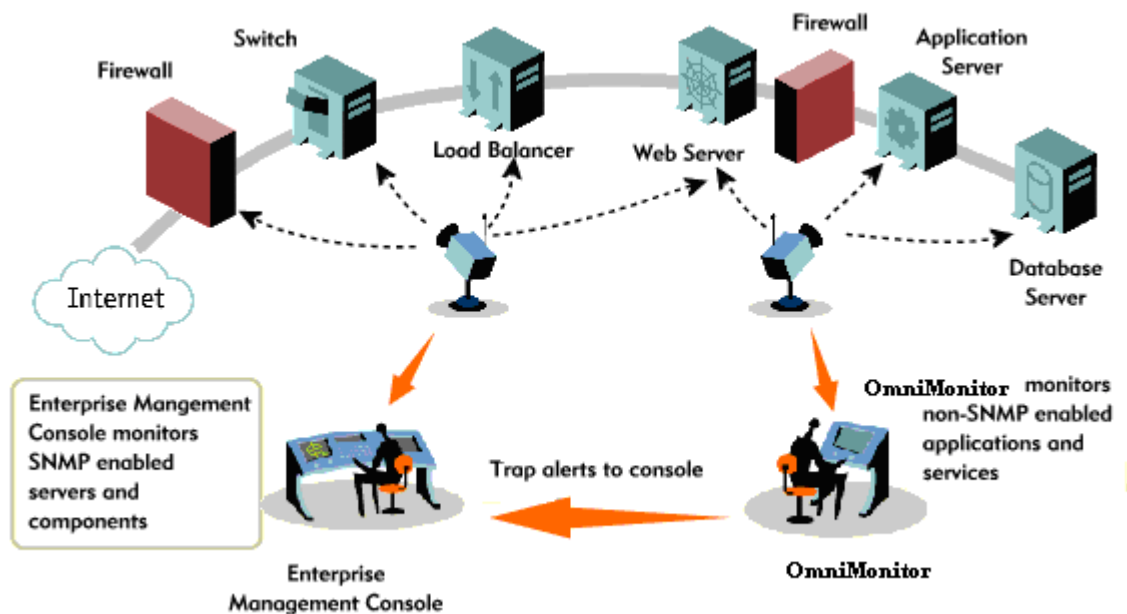 Firewall
Switch
Load Balancer
Web Server
Firewall
Application
Server
Database
Server
Internet
Enterprise Mangement
Console monitors
SNMP enabled
servers and
components
Trap alerts to console
OmniMonitor monitors
non-SNMP enabled
applications and
services
Enterprise
Management Console
OmniMonitor